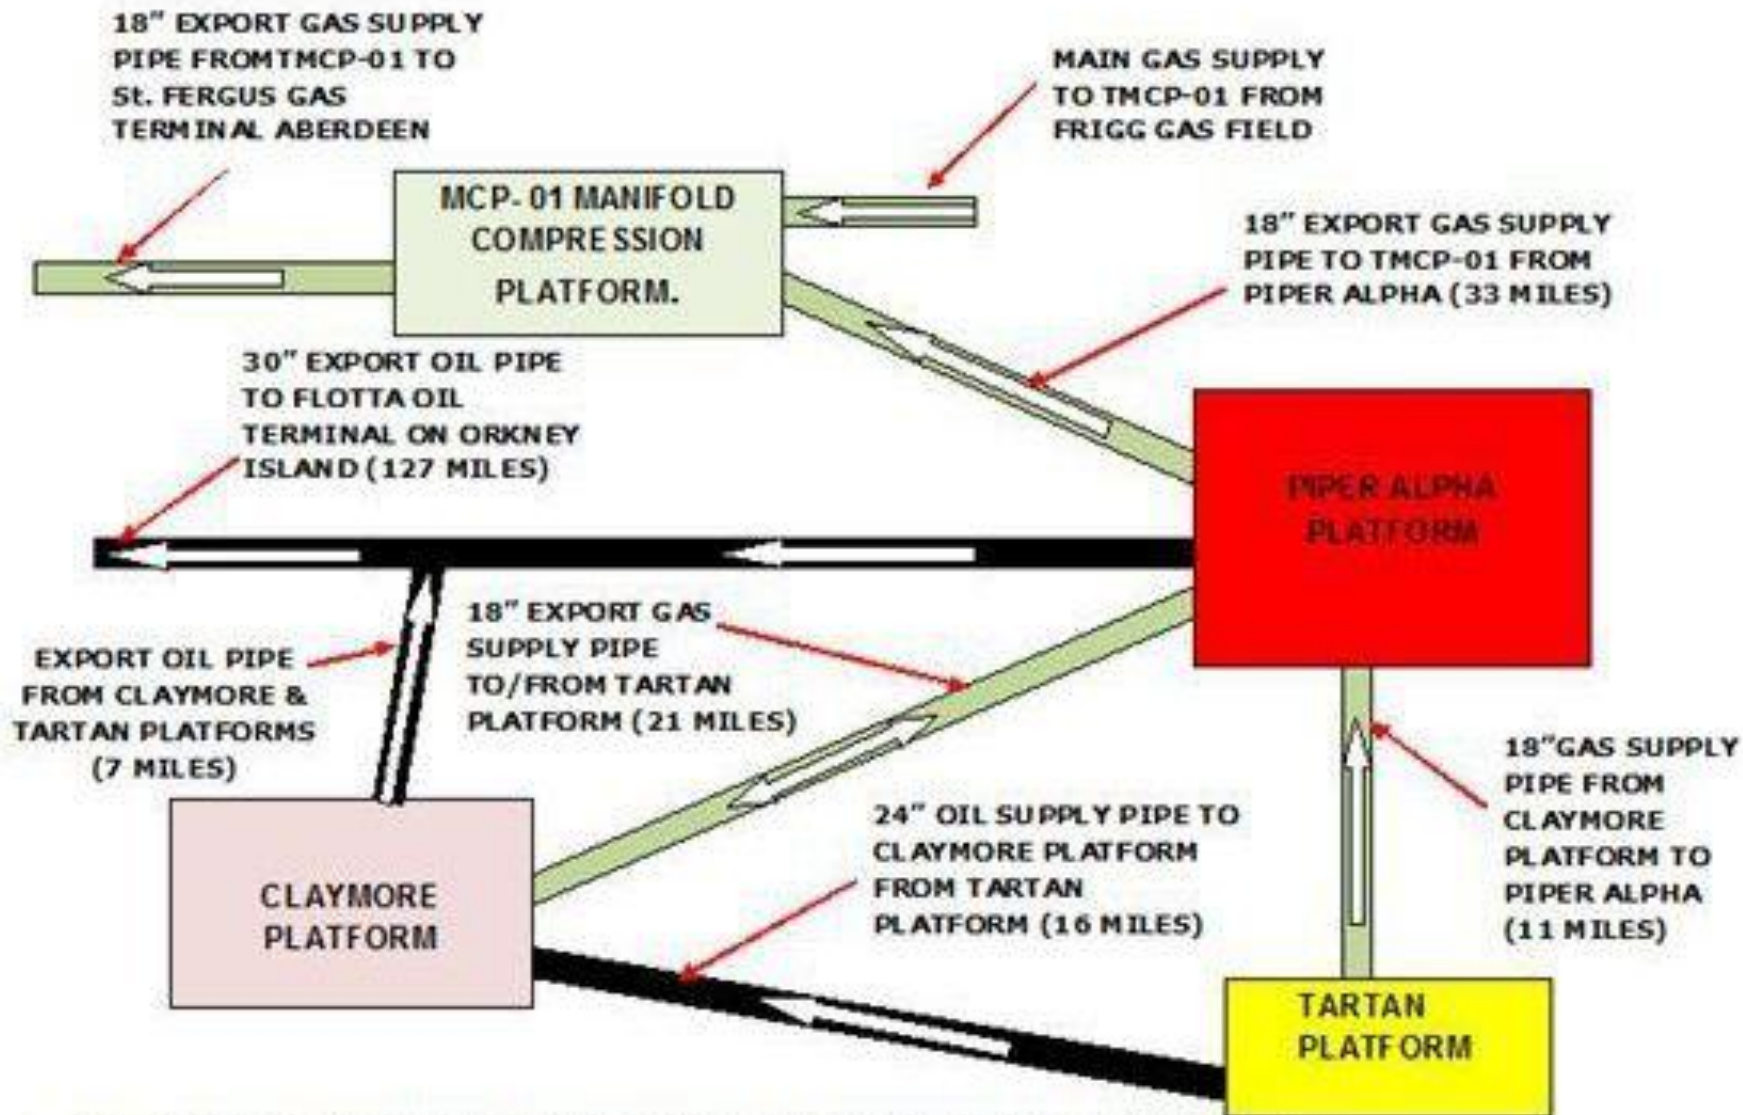 18" EXPORT GAS SUPPLY
PIPE FROMTMCP-01 TO
St. FERGUS GAS
TERMINAL ABERDEEN
MAIN GAS SUPPLY
TO TMCP-01 FROM
FRIGG GAS FIELD
MCP- 01 MANIFOLD
COMPRESSION
PLATFORM.
18" EXPORT GAS SUPPLY
PIPE TO TMCP-01 FROM
PIPER ALPHA (33 MILES)
30" EXPORT OIL PIPE
TO FLOTTA OIL
TERMINAL ON ORKNEY
ISLAND (127 MILES)
PIPER ALPHA
PLATFORM
18" EXPORT GAS
SUPPLY PIPE
TO/FROM TARTAN
PLATFORM (21 MILES)
EXPORT OIL PIPE
FROM CLAYMORE &
TARTAN PLATFORMS
(7 MILES)
18"GAS SUPPLY
PIPE FROM
CLAYMORE
PLATFORM TO
PIPER ALPHA
(11 MILES)
24" OIL SUPPLY PIPE TO
CLAYMORE PLATFORM
FROM TARTAN
PLATFORM (16 MILES)
CLAYMORE
PLATFORM
TARTAN
PLATFORM